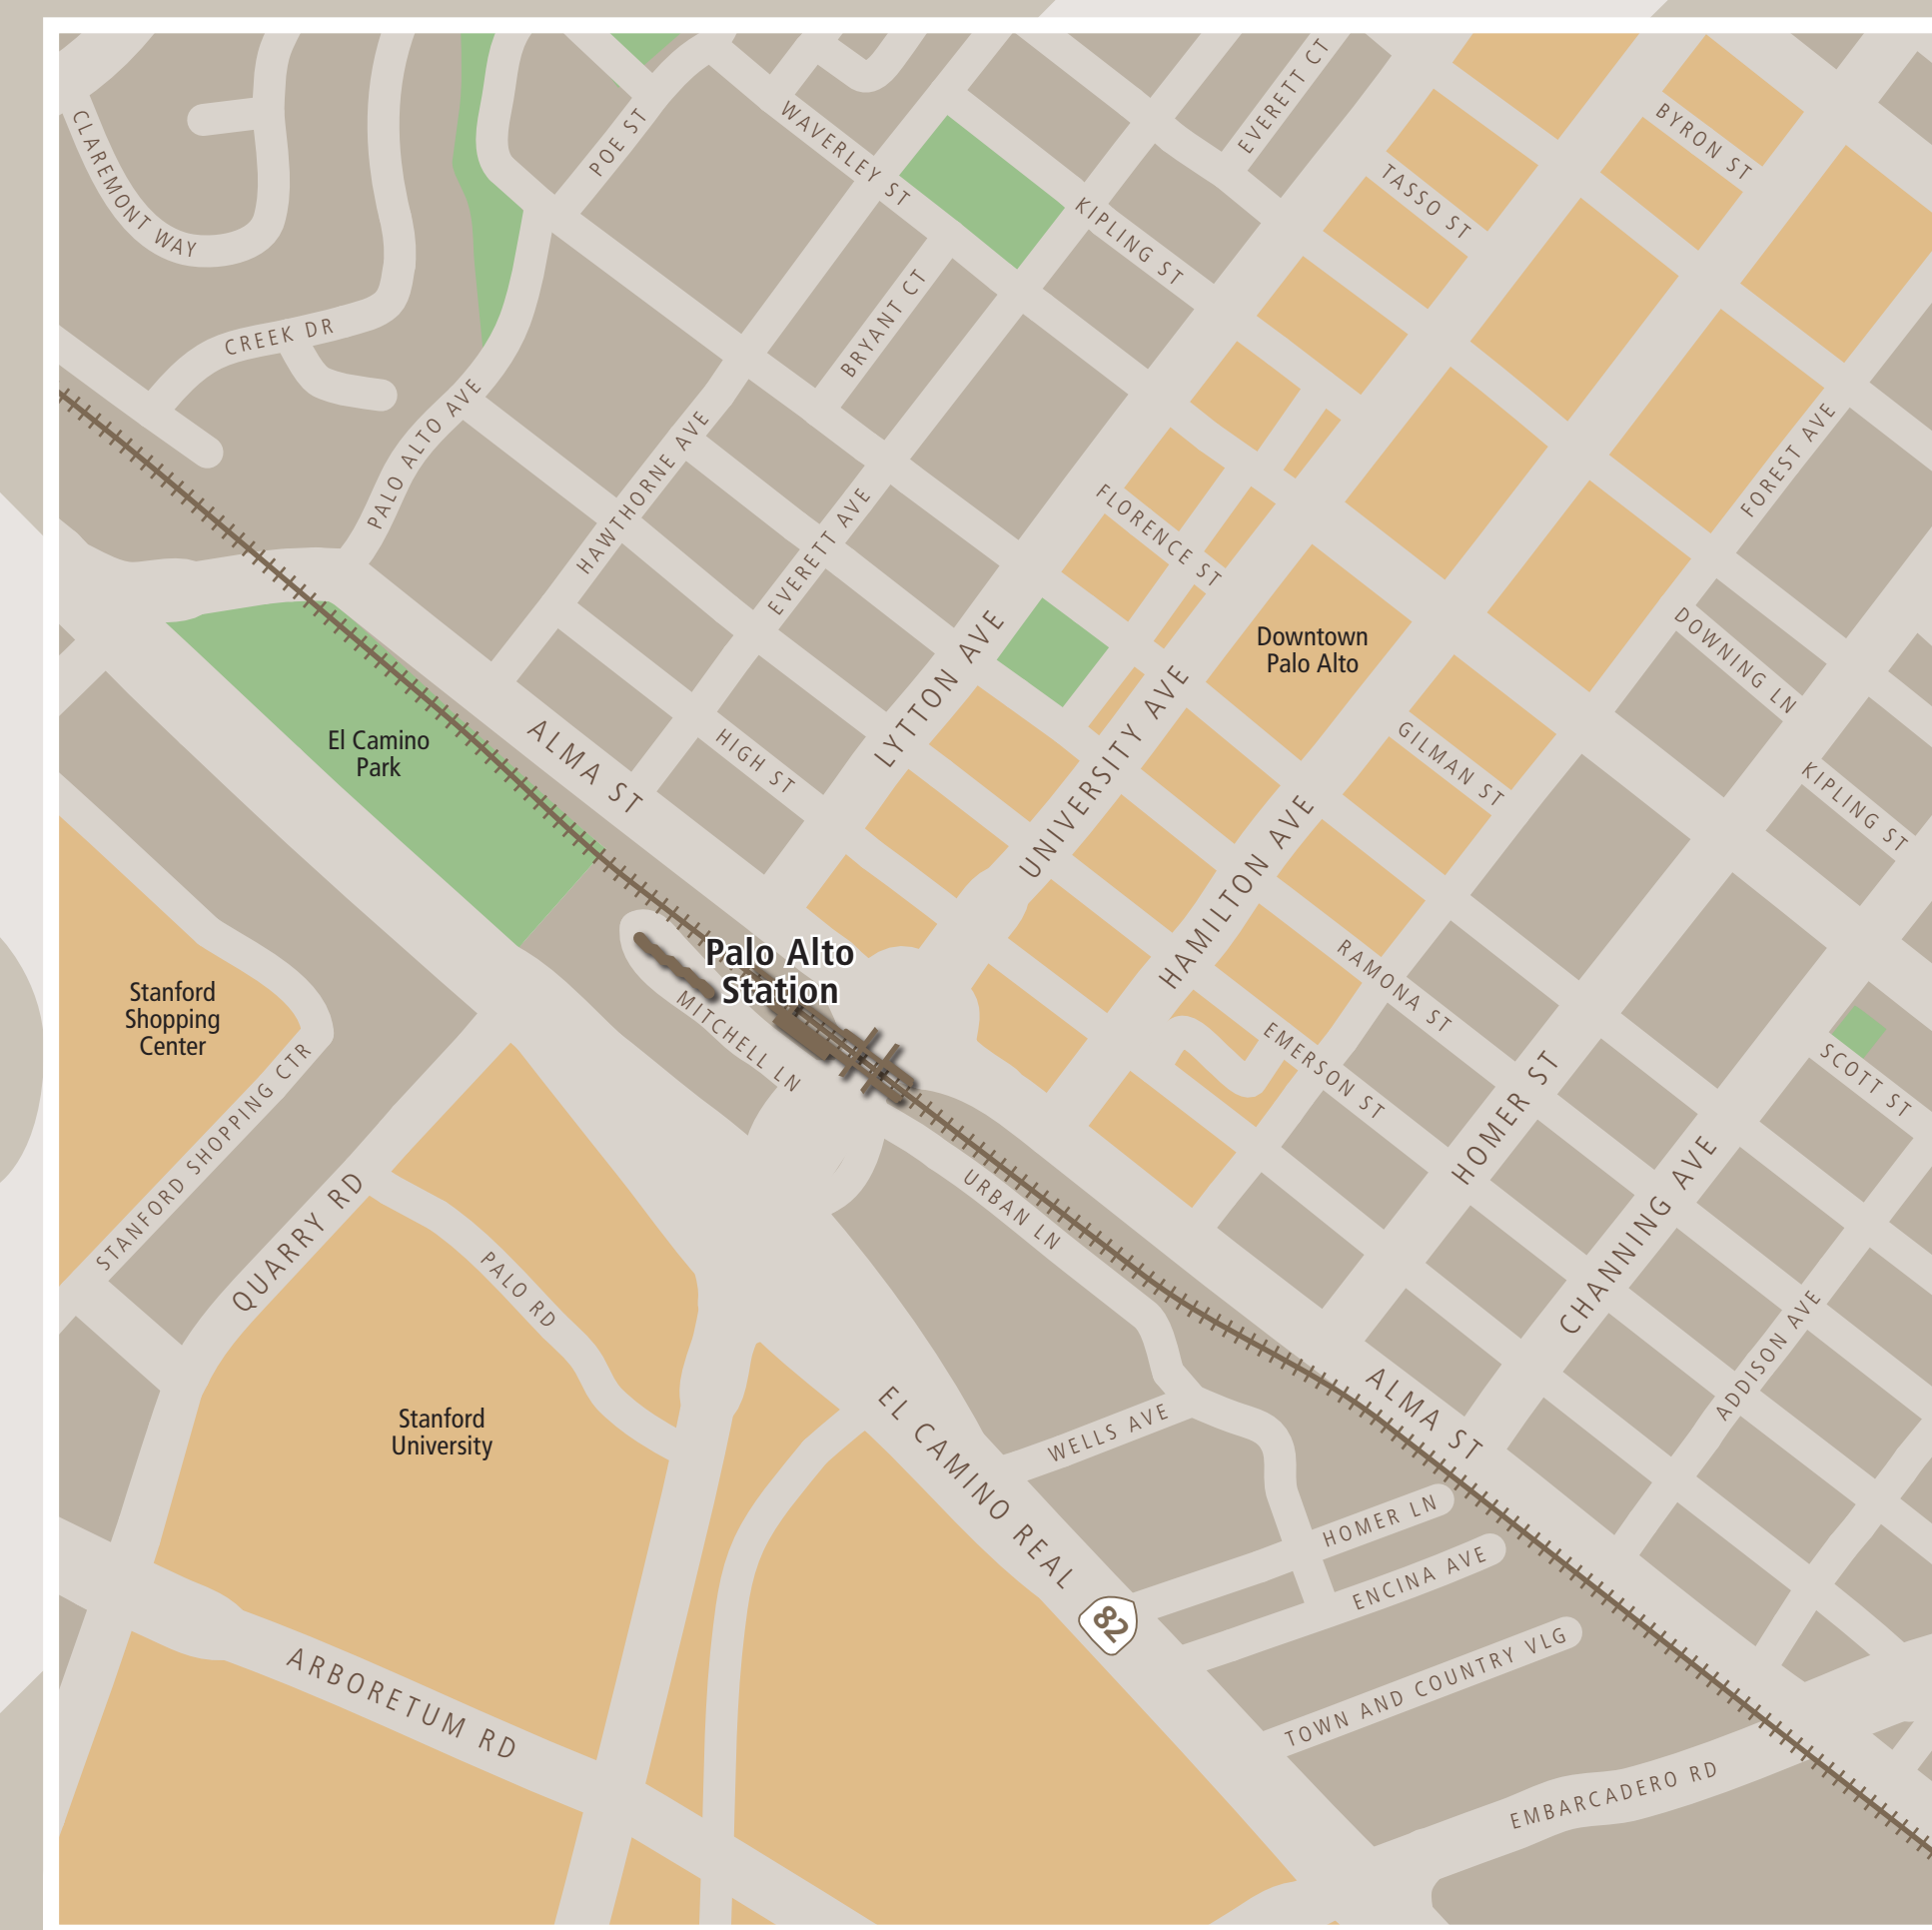 CLAREMONT WAY
POE ST
WAVERLEY ST
EVERETT CT
BYRON ST
TASSO ST
KIPLING ST
CREEK DR
BRYANT CT
PALO ALTO AVE
HAWTHORNE AVE
EVERETT AVE
FLORENCE ST
FOREST AVE
DOWNING LN
Downtown
Palo Alto
LYTTON AVE
UNIVERSITY AVE
El Camino
Park
ALMA ST
HIGH ST
GILMAN ST
KIPLING ST
HAMILTON AVE
Palo Alto
Station
MITCHELL LN
RAMONA ST
EMERSON ST
Stanford
Shopping
Center
STANFORD SHOPPING CTR
SCOTT ST
HOMER ST
CHANNING AVE
QUARRY RD
PALO RD
URBAN LN
ADDISON AVE
ALMA ST
Stanford
University
EL CAMINO REAL
WELLS AVE
HOMER LN
ENCINA AVE
82
TOWN AND COUNTRY VLG
ARBORETUM RD
EMBARCADERO RD